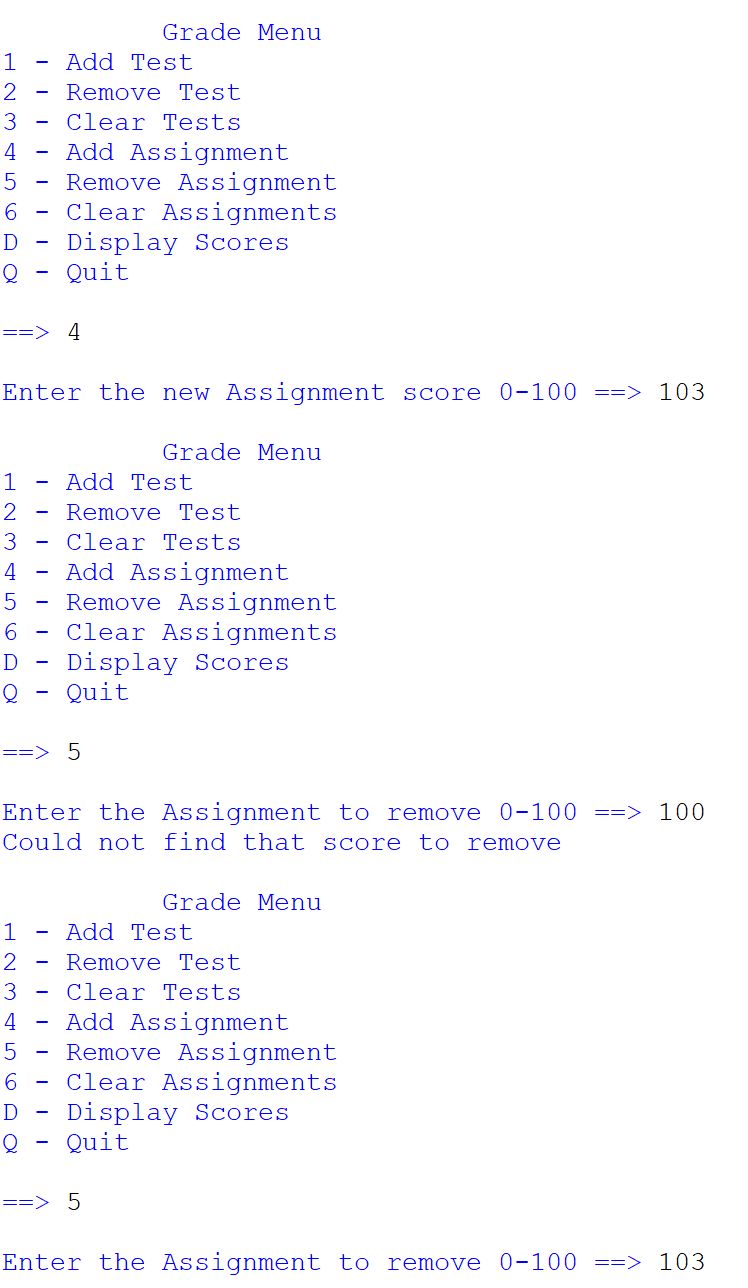 Grade Menu
1 - Add Test
2 - Remove Test
3 - Clear Tests
4 - Add Assignment
5 - Remove Assignment
6 - Clear Assignments
D - Display Scores
Q - Quit
==> 4
Enter the new Assignment score 0-100 ==> 103
Grade Menu
1 - Add Test
2 - Remove Test
3 - Clear Tests
4 - Add Assignment
5 - Remove Assignment
6 - Clear Assignments
D - Display Scores
Q - Quit
==> 5
Enter the Assignment to remove 0-100 ==> 100
Could not find that score to remove
Grade Menu
1 - Add Test
2 - Remove Test
3 - Clear Tests
4 - Add Assignment
5 - Remove Assignment
6 - Clear Assignments
D - Display Scores
Q - Quit
==> 5
Enter the Assignment to remove 0-100 ==> 103